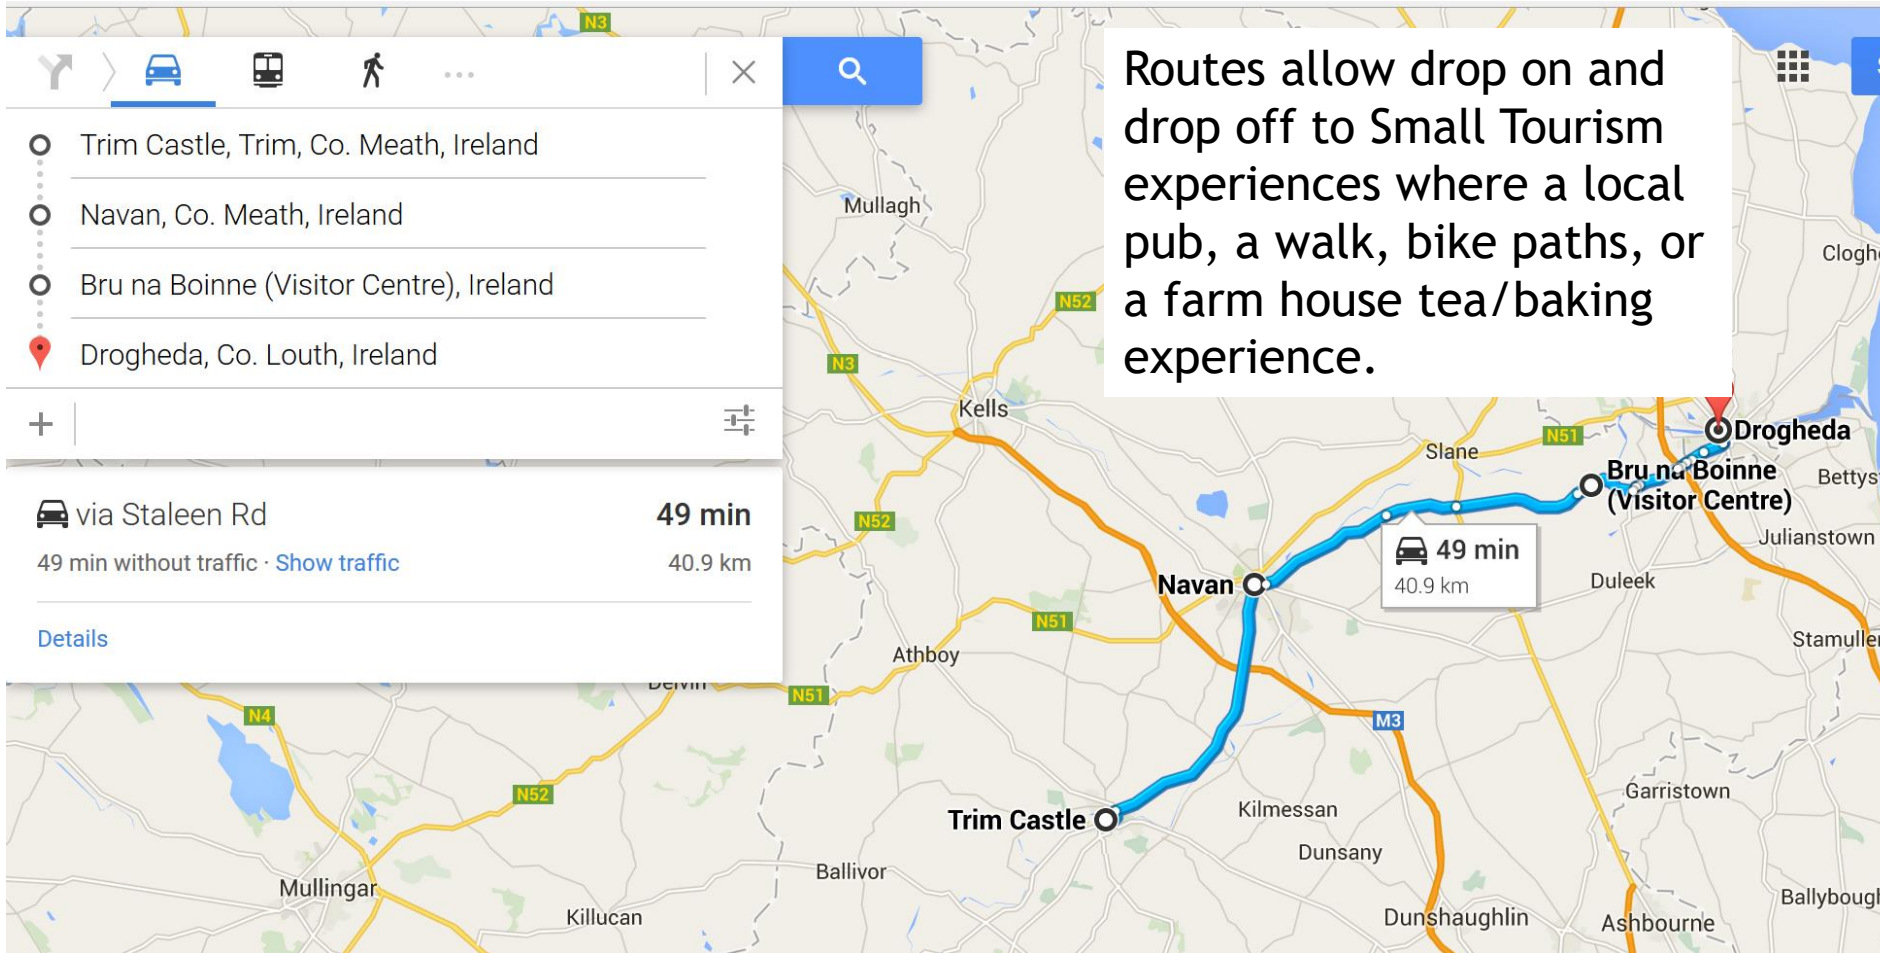 N3
Trim Castle, Trim, Co. Meath, Ireland
Navan, Co. Meath, Ireland
Bru na Boinne (Visitor Centre), Ireland
Drogheda, Co. Louth, Ireland
via Staleen Rd
49 min
49 min without traffic · Show traffic
40.9 km
Details
Routes allow drop on and
drop off to Small Tourism
experiences where a local
pub, a walk, bike paths, or
a farm house tea/baking
experience.
Mullagh
N52
N3
Kells
Slane
N51
Drogheda
Bru na Boinne
(Visitor Centre)
N52
49 min
40.9 km
Julianstown
Navan
Duleek
N51
Athboy
N51
N4
M3
N52
Garristown
Trim Castle
Kilmessan
Dunsany
Ballivor
Mullingar
Killucan
Dunshaughlin
Ashbourne